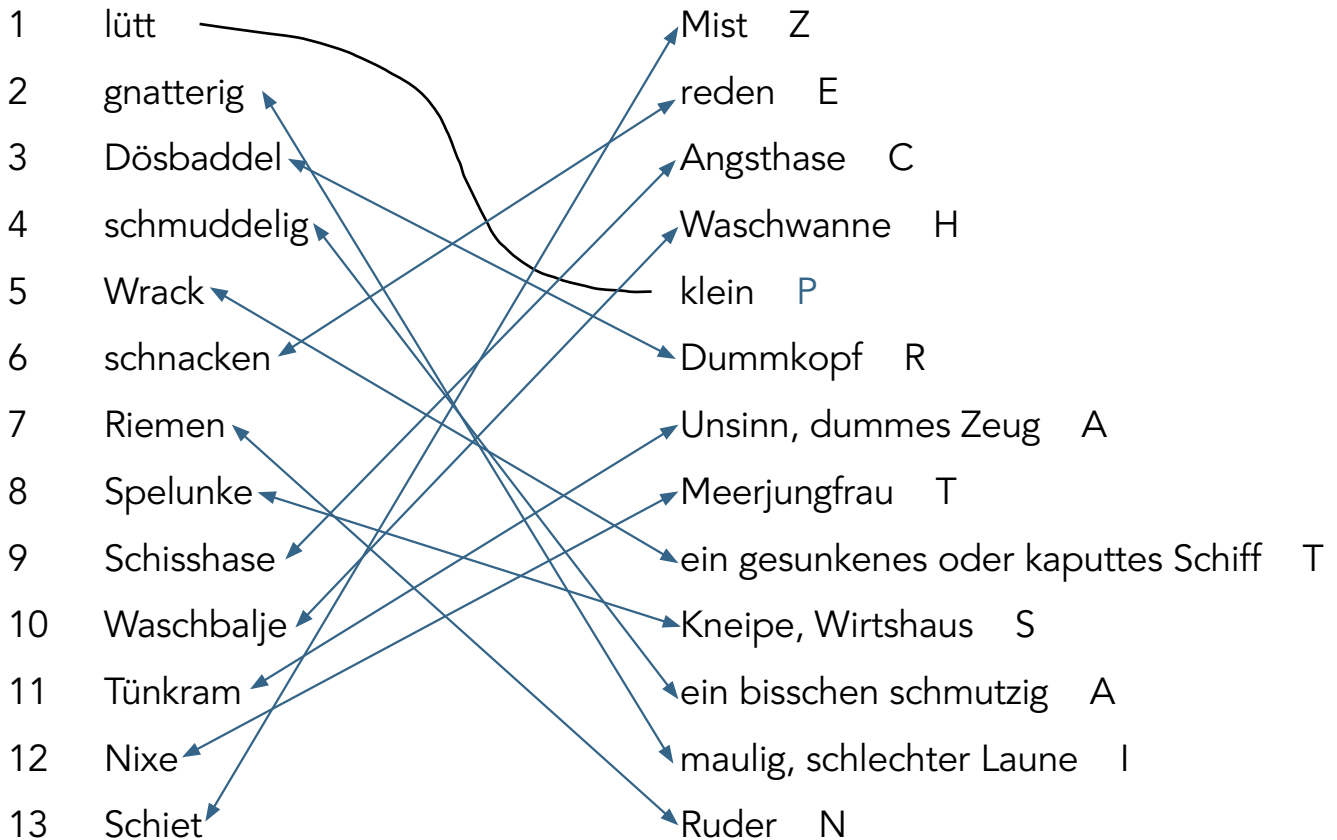 1 lütt Mist Z
2 gnatterig reden E
3 Dösbaddel Angsthase C
4 schmuddelig Waschwanne H
5 Wrack klein P
6 schnacken Dummkopf R
7 Riemen Unsinn, dummes Zeug A
8 Spelunke Meerjungfrau T
9 Schisshase ein gesunkenes oder kaputtes Schiff T
10 Waschbalje Kneipe, Wirtshaus S
11 Tünkram ein bisschen schmutzig A
12 Nixe maulig, schlechter Laune I
13 Schiet Ruder N